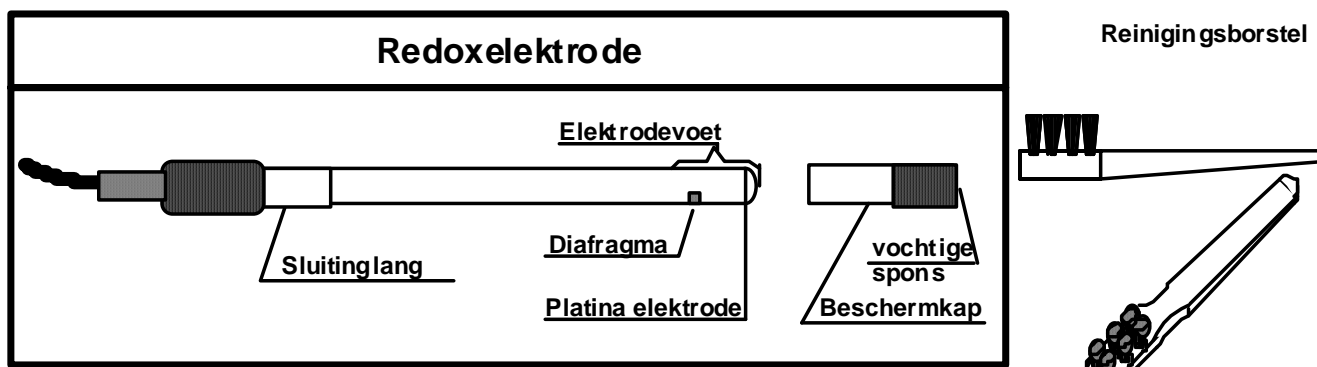 Redoxelektrode
Reinigingsborstel
Elektrodevoet
Diafragma
Sluitinglang
Platina elektrode
vochtige
spons
Beschermkap